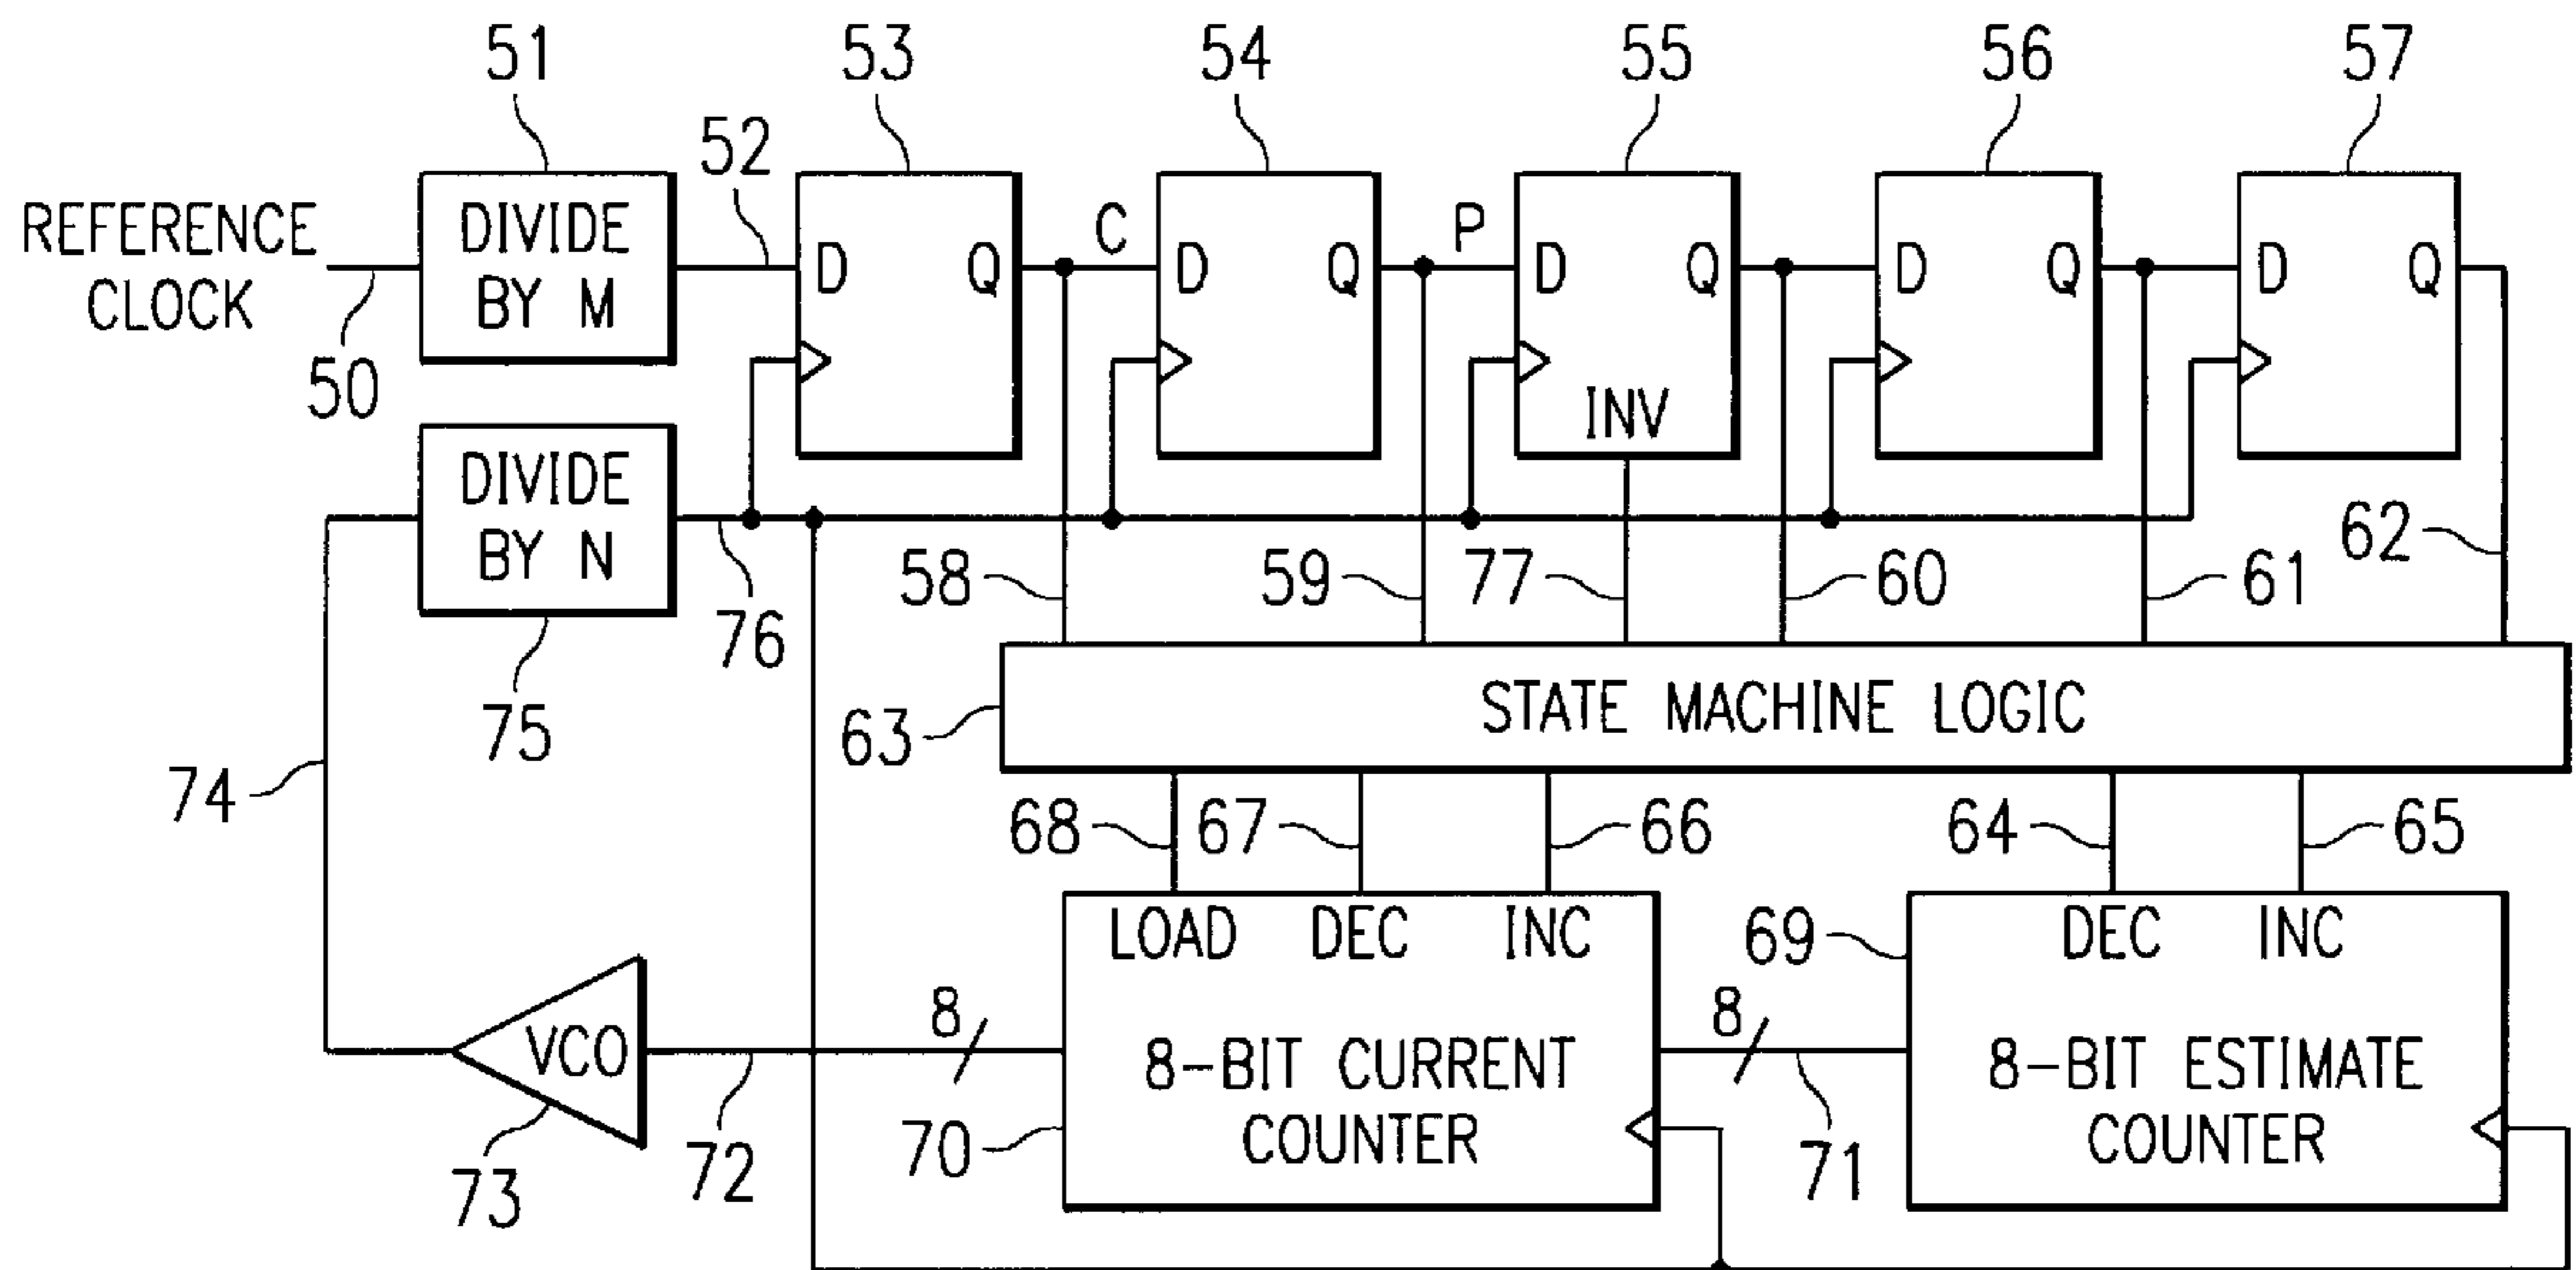 51 53 54 55 56 57
52
REFERENCE CLOCK
DIVIDE BY M
D Q C D Q P D Q D Q D Q
50
INV
DIVIDE BY N
58 59 77 60 61 62
76
75
63
STATE MACHINE LOGIC
74
68 67 66 64 65
LOAD DEC INC
69
DEC INC
8
8
VCO
8-BIT CURRENT COUNTER
8-BIT ESTIMATE COUNTER
73
72
70
71